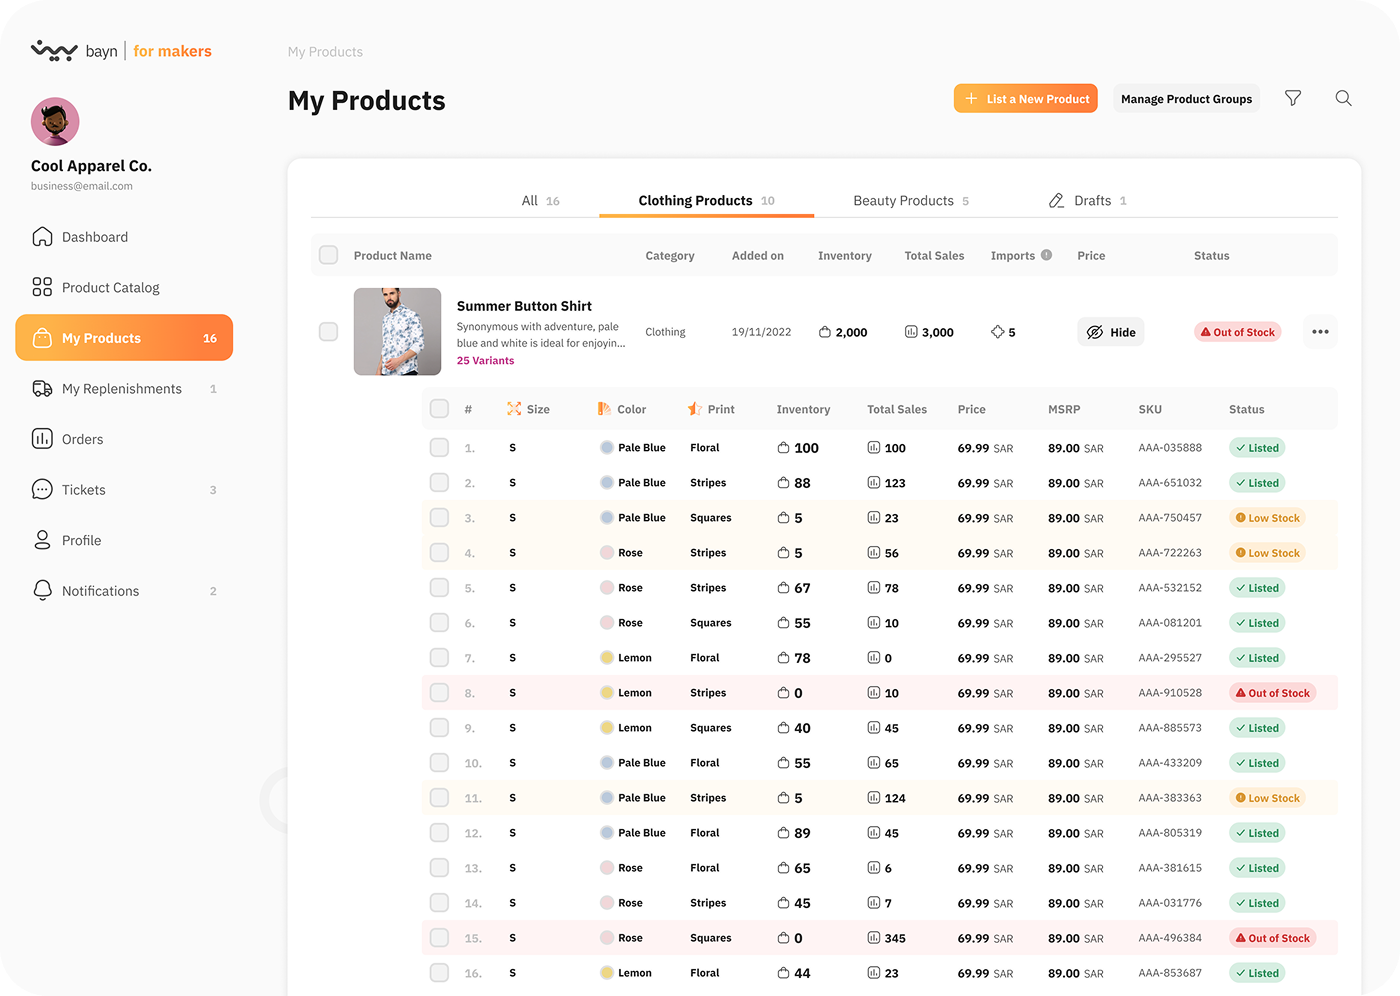 bayn | for makers
My Products
My Products
+ List a New Product
Manage Product Groups
Cool Apparel Co.
business@email.com
Dashboard
Product Catalog
My Products 16
My Replenishments 1
Orders
Tickets 3
Profile
Notifications 2
All 16 Clothing Products 10 Beauty Products 5 Drafts 1
Product Name Category Added on Inventory Total Sales Imports Price Status
Summer Button Shirt
Synonymous with adventure, pale
blue and white is ideal for enjoyin...
25 Variants
Clothing 19/11/2022 2,000 3,000 5 Hide Out of Stock
# Size Color Print Inventory Total Sales Price MSRP SKU Status
1. S Pale Blue Floral 100 100 69.99 SAR 89.00 SAR AAA-035888 Listed
2. S Pale Blue Stripes 88 123 69.99 SAR 89.00 SAR AAA-651032 Listed
3. S Pale Blue Squares 5 23 69.99 SAR 89.00 SAR AAA-750457 Low Stock
4. S Rose Stripes 5 56 69.99 SAR 89.00 SAR AAA-722263 Low Stock
5. S Rose Stripes 67 78 69.99 SAR 89.00 SAR AAA-532152 Listed
6. S Rose Squares 55 10 69.99 SAR 89.00 SAR AAA-081201 Listed
7. S Lemon Floral 78 0 69.99 SAR 89.00 SAR AAA-295527 Listed
8. S Lemon Stripes 0 10 69.99 SAR 89.00 SAR AAA-910528 Out of Stock
9. S Lemon Squares 40 45 69.99 SAR 89.00 SAR AAA-885573 Listed
10. S Pale Blue Floral 55 65 69.99 SAR 89.00 SAR AAA-433209 Listed
11. S Pale Blue Stripes 5 124 69.99 SAR 89.00 SAR AAA-383363 Low Stock
12. S Pale Blue Floral 89 45 69.99 SAR 89.00 SAR AAA-805319 Listed
13. S Rose Floral 65 6 69.99 SAR 89.00 SAR AAA-381615 Listed
14. S Rose Stripes 45 7 69.99 SAR 89.00 SAR AAA-031776 Listed
15. S Rose Squares 0 345 69.99 SAR 89.00 SAR AAA-496384 Out of Stock
16. S Lemon Floral 44 23 69.99 SAR 89.00 SAR AAA-853687 Listed